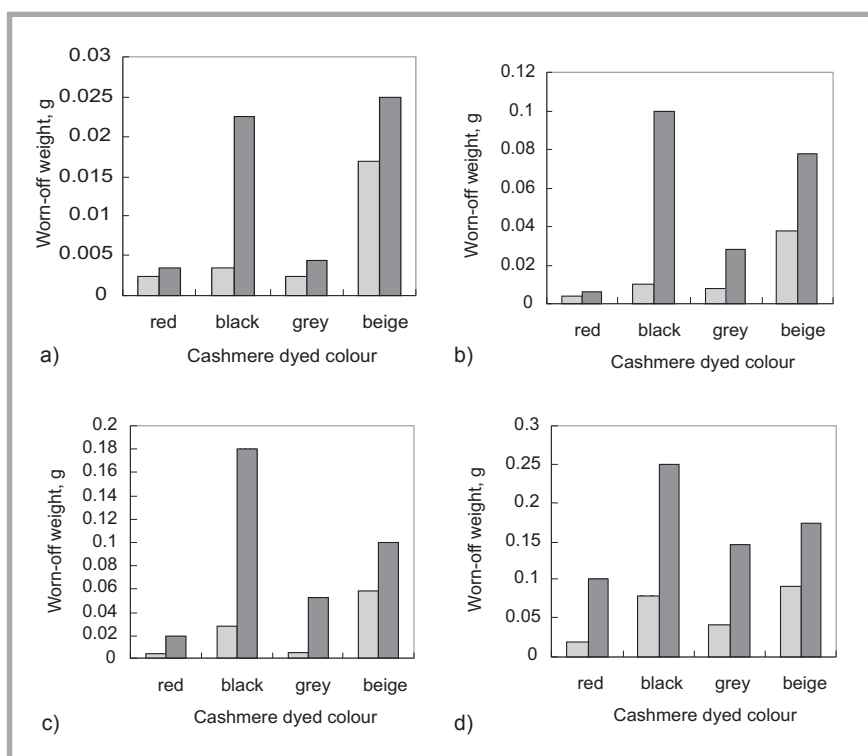 Worn-off weight, g
0.03
0.025
0.02
0.015
0.01
0.005
0
red black grey beige
a)
Cashmere dyed colour
Worn-off weight, g
0.12
0.1
0.08
0.06
0.04
0.02
0
red black grey beige
b)
Cashmere dyed colour
Worn-off weight, g
0.2
0.18
0.16
0.14
0.12
0.1
0.08
0.06
0.04
0.02
0
red black grey beige
c)
Cashmere dyed colour
Worn-off weight, g
0.3
0.25
0.2
0.15
0.1
0.05
0
red black grey beige
d)
Cashmere dyed colour